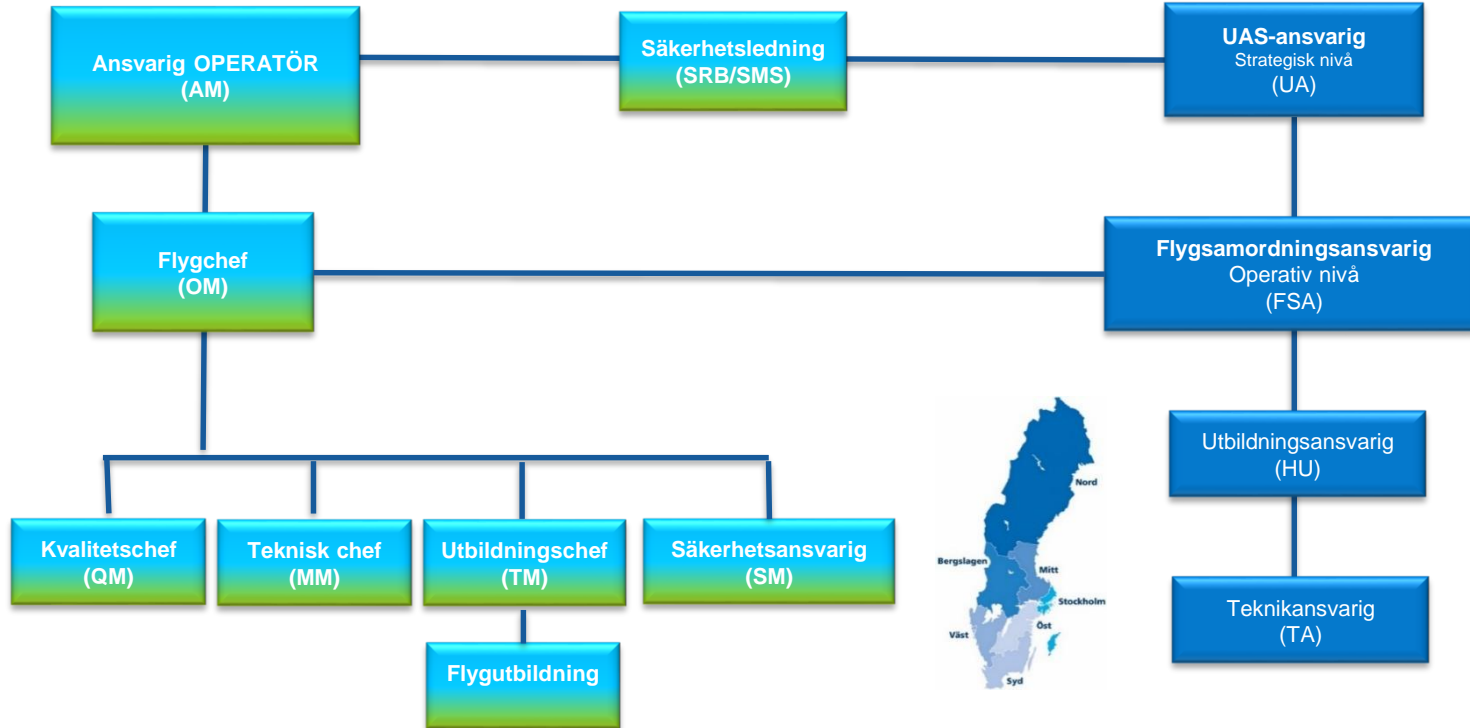 Ansvarig OPERATÖR
(AM)
Säkerhetsledning
(SRB/SMS)
UAS-ansvarig
Strategisk nivå
(UA)
Flygchef
(OM)
Flygsamordningsansvarig
Operativ nivå
(FSA)
Kvalitetschef
(QM)
Teknisk chef
(MM)
Utbildningschef
(TM)
Säkerhetsansvarig
(SM)
Flygutbildning
Nord
Bergslagen
Mitt
Stockholm
Väst
Öst
Syd
Utbildningsansvarig
(HU)
Teknikansvarig
(TA)